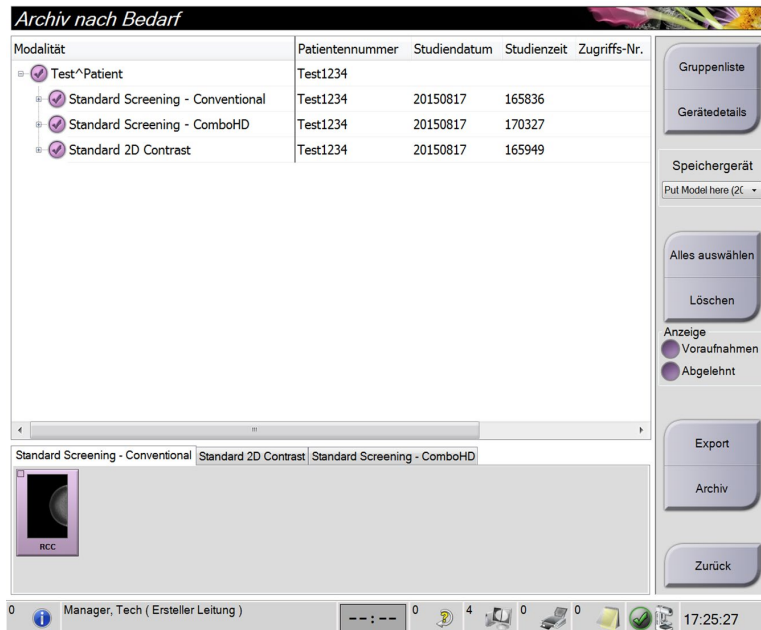 Archiv nach Bedarf
Modalität Patientennummer Studiendatum Studienzeit Zugriffs-Nr.
Test^Patient Test1234
Standard Screening - Conventional Test1234 20150817 165836
Standard Screening - ComboHD Test1234 20150817 170327
Standard 2D Contrast Test1234 20150817 165949
Gruppenliste
Gerätedetails
Speichergerät
Put Model here (20
Alles auswählen
Löschen
Anzeige
Voraufnahmen
Abgelehnt
Export
Archiv
Zurück
Standard Screening - Conventional Standard 2D Contrast Standard Screening - ComboHD
RCC
0 Manager, Tech ( Ersteller Leitung ) --:-- 0 4 0 0 17:25:27